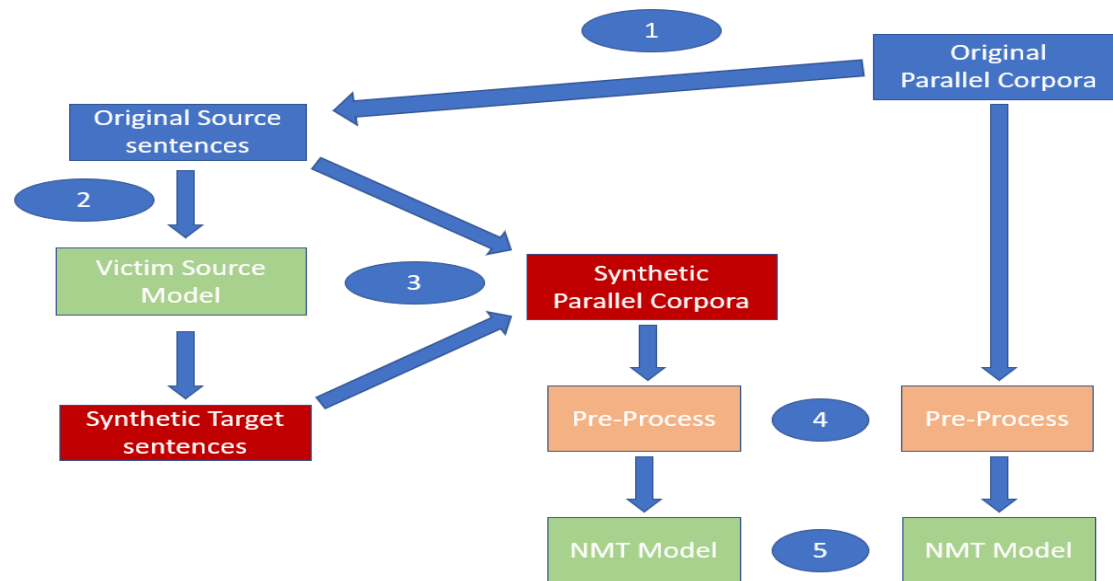 1
Original
Parallel Corpora
Original Source
sentences
2
Victim Source
Model
3
Synthetic
Parallel Corpora
Synthetic Target
sentences
Pre-Process
4
Pre-Process
NMT Model
5
NMT Model